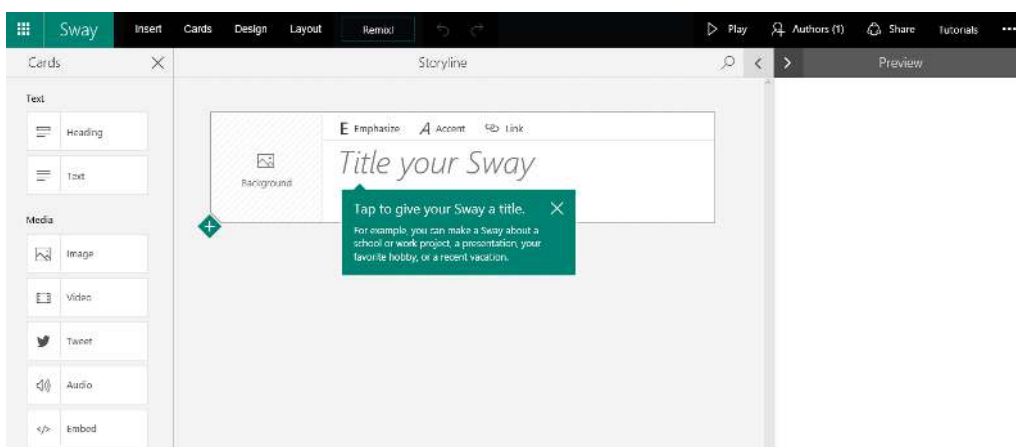 Sway Insert Cards Design Layout Remix! Play Authors (1) Share Tutorials
Cards Storyline Preview
Text
Heading
Text
Media
Image
Video
Tweet
Audio
Embed
Background
E Emphasize A Accent Link
Title your Sway
Tap to give your Sway a title.
For example, you can make a Sway about a
school or work project, a presentation, your
favorite hobby, or a recent vacation.